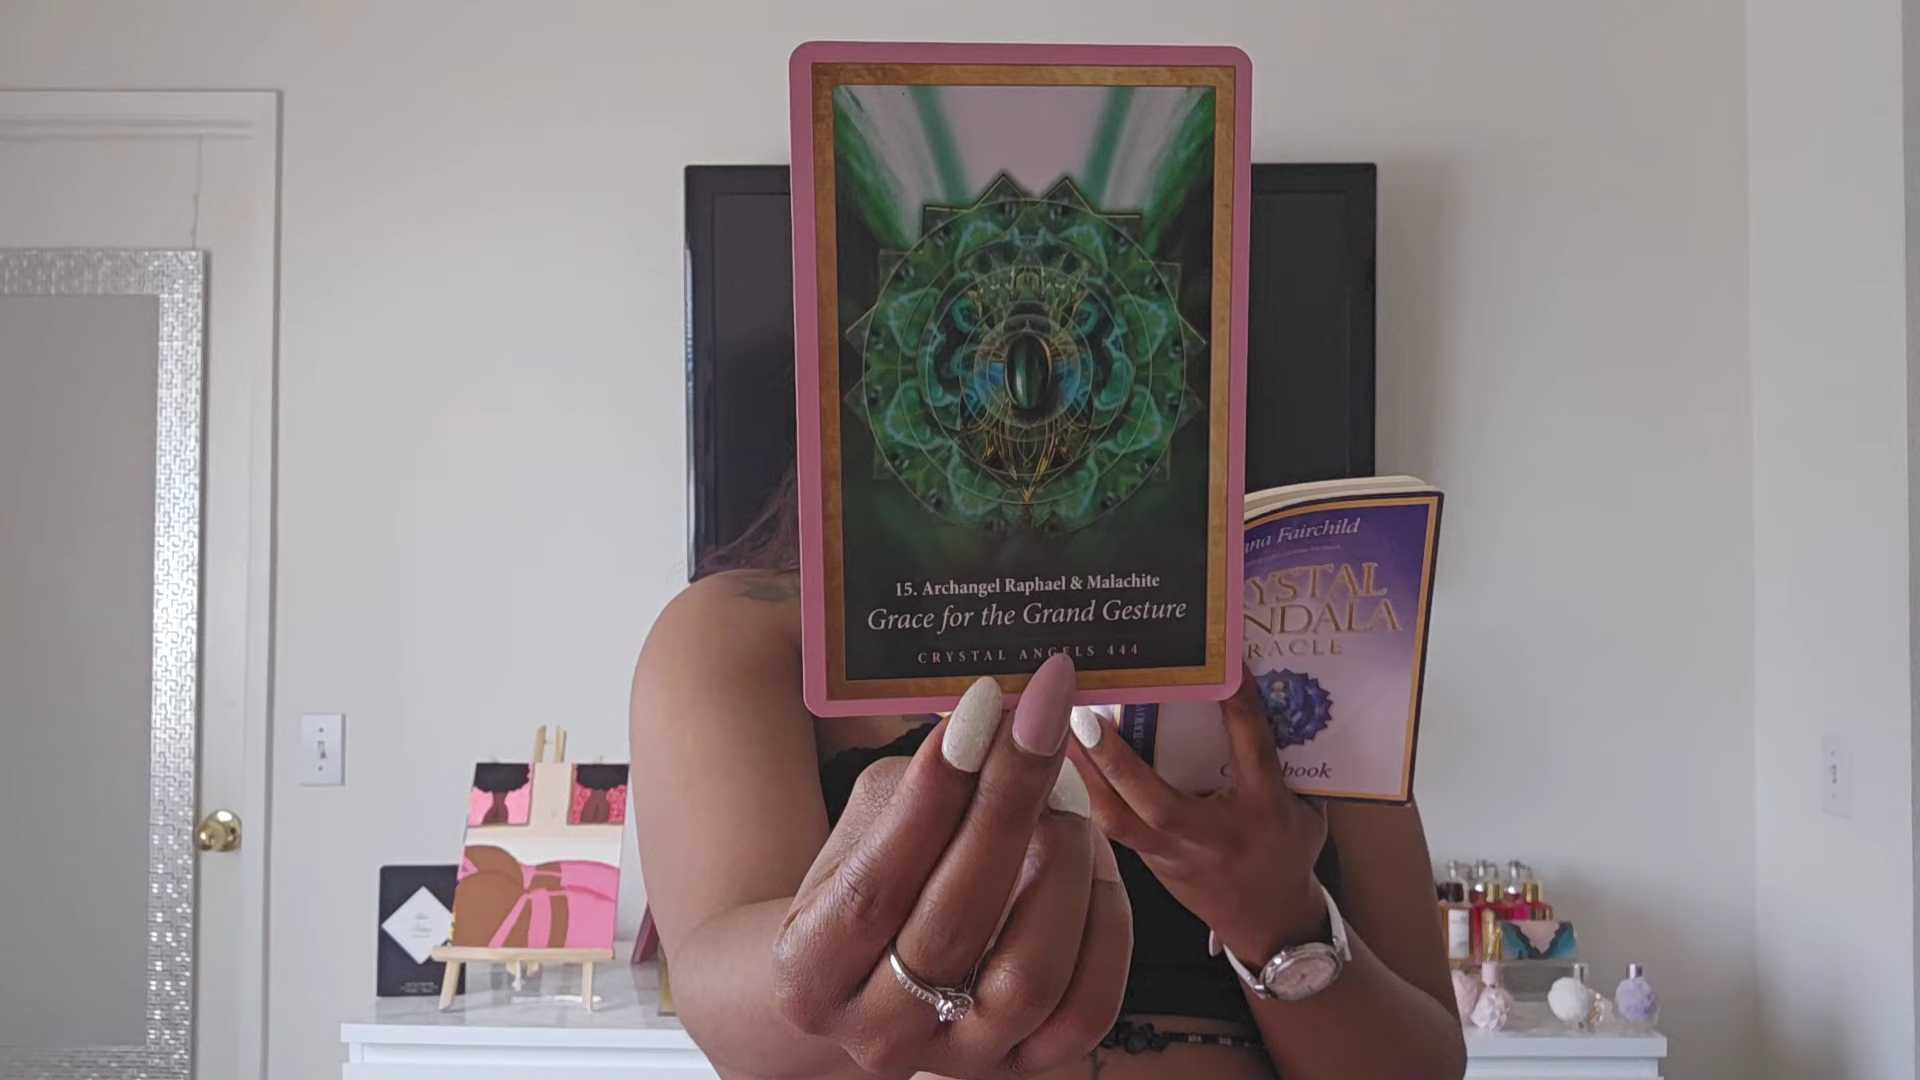 15. Archangel Raphael & Malachite
Grace for the Grand Gesture
CRYSTAL ANGELS 444
na Fairchild
YSTAL
NDALA
RACLE
book